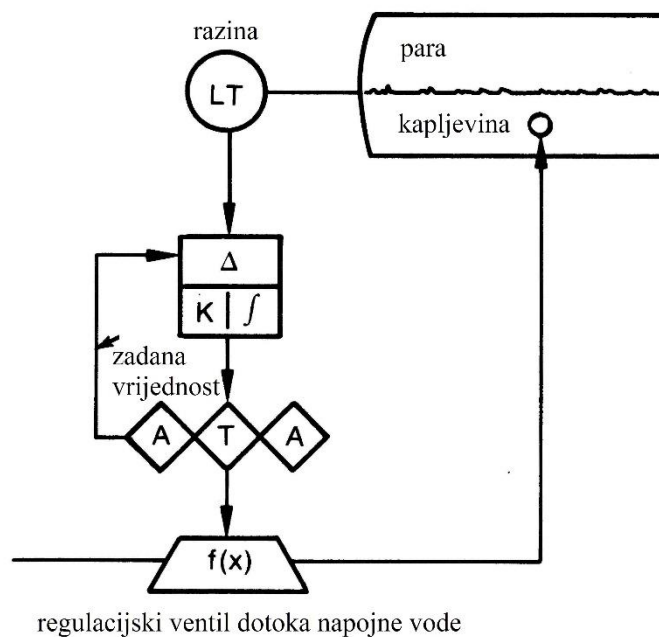 razina
LT
para
kapljevina
Δ
K | ∫
zadana
vrijednost
A T A
f(x)
regulacijski ventil dotoka napojne vode